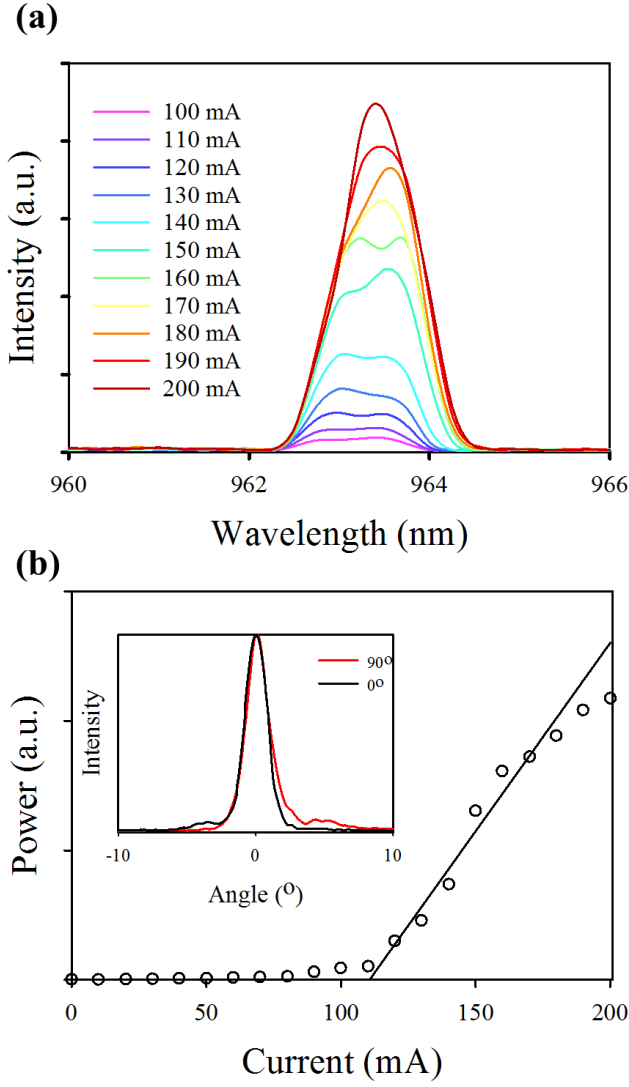 (a)
Intensity (a.u.)
100 mA
110 mA
120 mA
130 mA
140 mA
150 mA
160 mA
170 mA
180 mA
190 mA
200 mA
960 962 964 966
Wavelength (nm)
(b)
Power (a.u.)
Intensity
90º
0º
-10 0 10
Angle (º)
0 50 100 150 200
Current (mA)